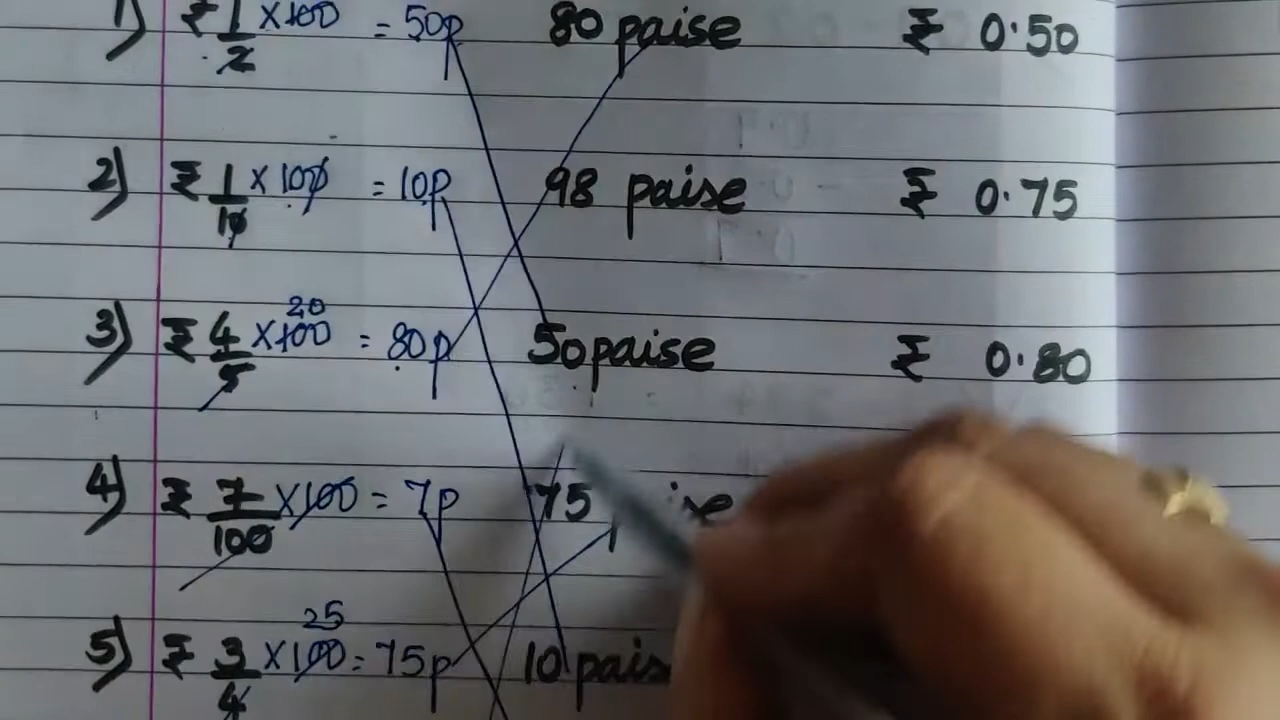 1) ₹ 1/2 ×100 = 50p 80 paise ₹ 0.50
2) ₹ 1/10 ×100 = 10p 98 paise ₹ 0.75
20
3) ₹ 4/5 ×100 = 80p 50 paise ₹ 0.80
4) ₹ 7/100 ×100 = 7p 75
25
5) ₹ 3/4 ×100 = 75p 10 pais